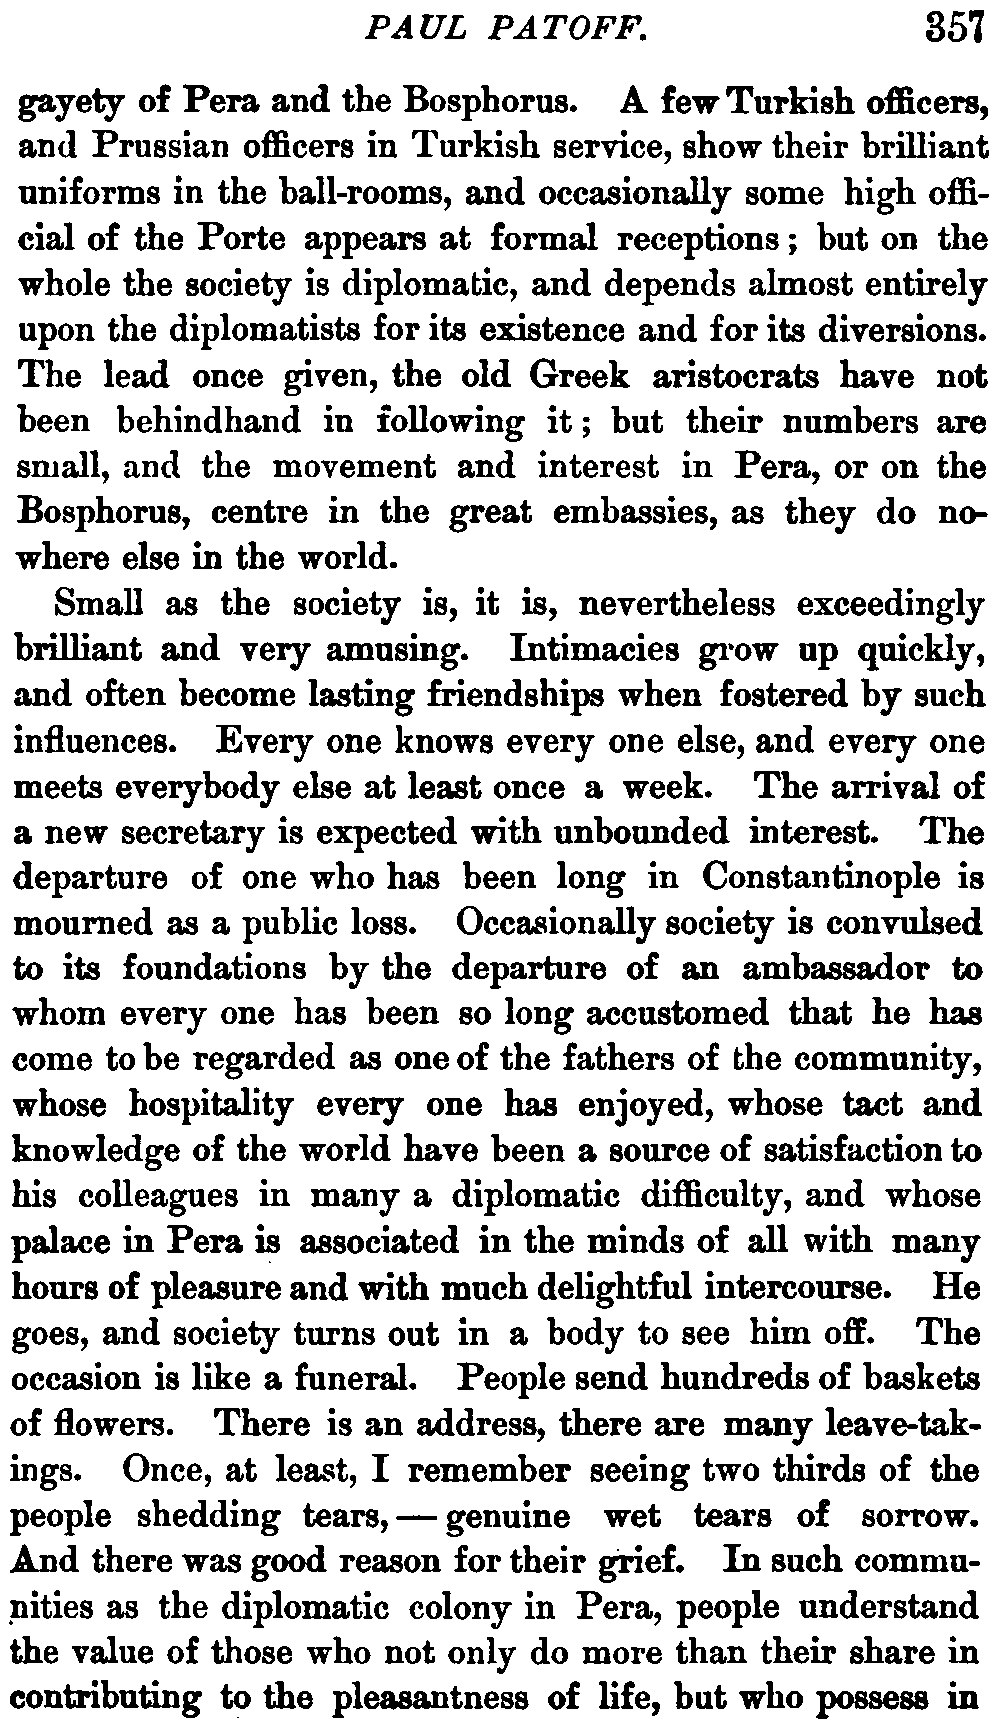 PAUL PATOFF. 357
gayety of Pera and the Bosphorus. A few Turkish officers,
and Prussian officers in Turkish service, show their brilliant
uniforms in the ball-rooms, and occasionally some high offi-
cial of the Porte appears at formal receptions; but on the
whole the society is diplomatic, and depends almost entirely
upon the diplomatists for its existence and for its diversions.
The lead once given, the old Greek aristocrats have not
been behindhand in following it; but their numbers are
small, and the movement and interest in Pera, or on the
Bosphorus, centre in the great embassies, as they do no-
where else in the world.
Small as the society is, it is, nevertheless exceedingly
brilliant and very amusing. Intimacies grow up quickly,
and often become lasting friendships when fostered by such
influences. Every one knows every one else, and every one
meets everybody else at least once a week. The arrival of
a new secretary is expected with unbounded interest. The
departure of one who has been long in Constantinople is
mourned as a public loss. Occasionally society is convulsed
to its foundations by the departure of an ambassador to
whom every one has been so long accustomed that he has
come to be regarded as one of the fathers of the community,
whose hospitality every one has enjoyed, whose tact and
knowledge of the world have been a source of satisfaction to
his colleagues in many a diplomatic difficulty, and whose
palace in Pera is associated in the minds of all with many
hours of pleasure and with much delightful intercourse. He
goes, and society turns out in a body to see him off. The
occasion is like a funeral. People send hundreds of baskets
of flowers. There is an address, there are many leave-tak-
ings. Once, at least, I remember seeing two thirds of the
people shedding tears, — genuine wet tears of sorrow.
And there was good reason for their grief. In such commu-
nities as the diplomatic colony in Pera, people understand
the value of those who not only do more than their share in
contributing to the pleasantness of life, but who possess in